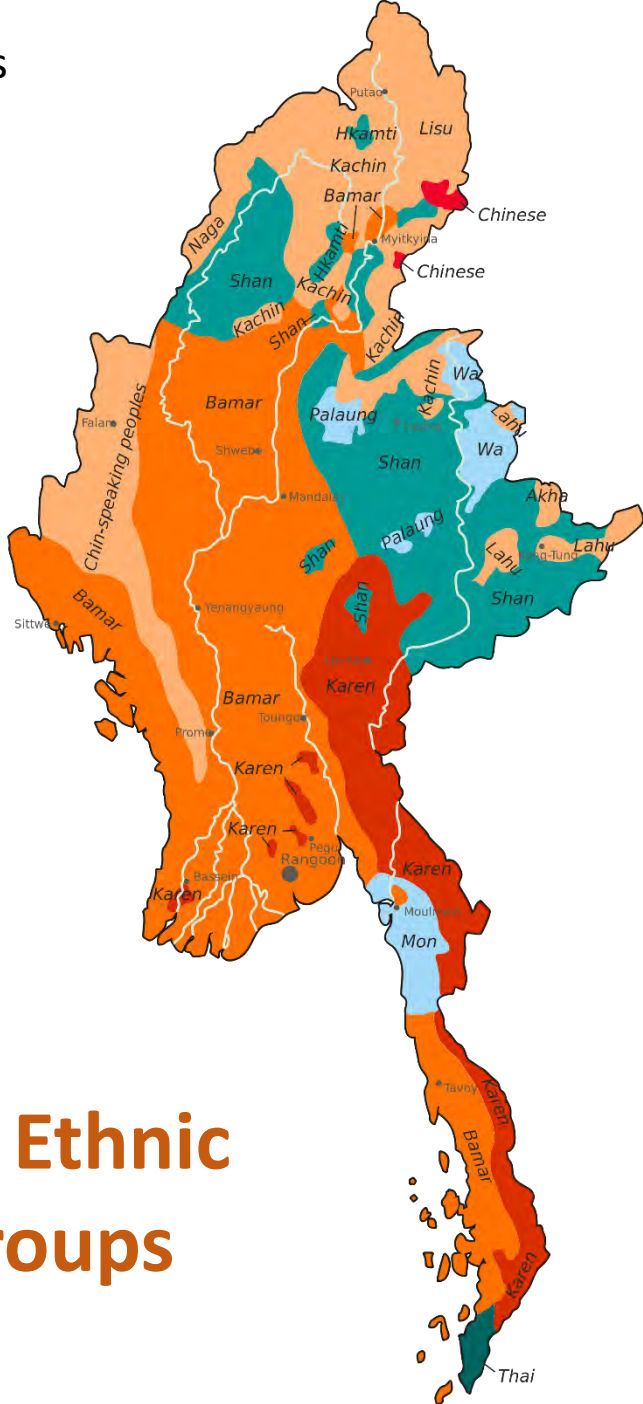 s
Putao
Hkamti
Lisu
Kachin
Bamar
Chinese
Naga
Myitkyina
Hkamti
Chinese
Shan
Kachin
Kachin
Shan
Kachin
Kachin
Wa
Bamar
Palaung
Lahu
Falam
Shwebo
Wa
Shan
Chin-speaking peoples
Mandalay
Akha
Palaung
Shan
Lahu
Lahu
Shan
Shan
Bamar
Yenangyaung
Sittwe
Karen
Bamar
Toungo
Prome
Karen
Karen
Pegu
Rangoon
Karen
Bassein
Karen
Moulmein
Mon
Tavoy
Karen
Bamar
Ethnic
roups
Karen
Thai